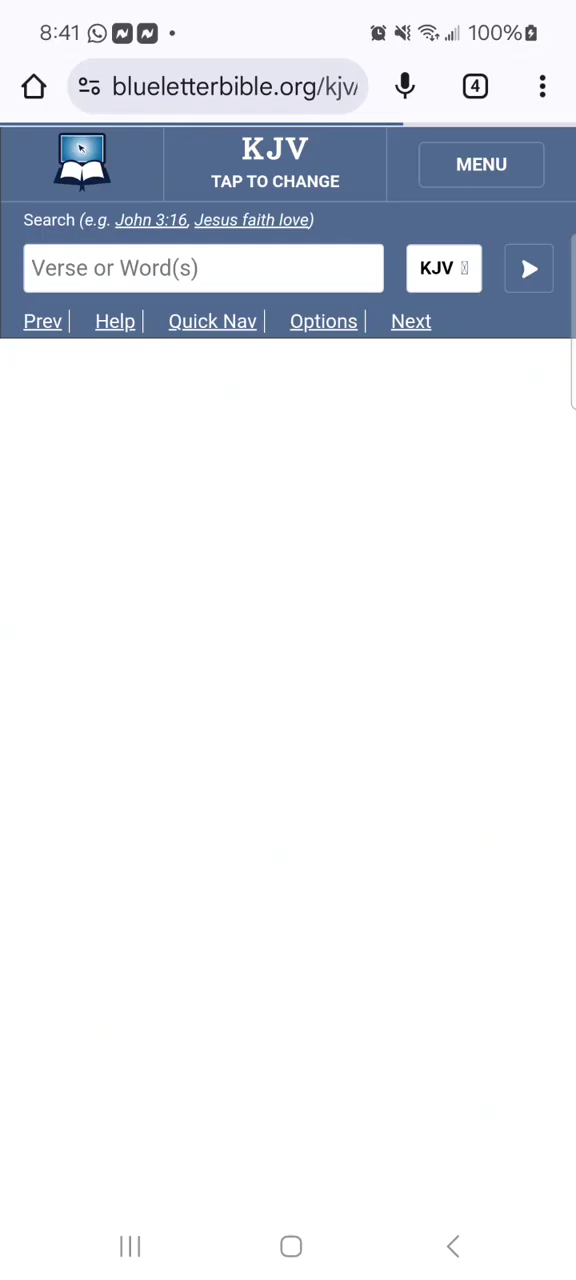 8:41 100%
blueletterbible.org/kjv/ 4
KJV
TAP TO CHANGE
MENU
Search (e.g. John 3:16, Jesus faith love)
Verse or Word(s) KJV
Prev | Help | Quick Nav | Options | Next